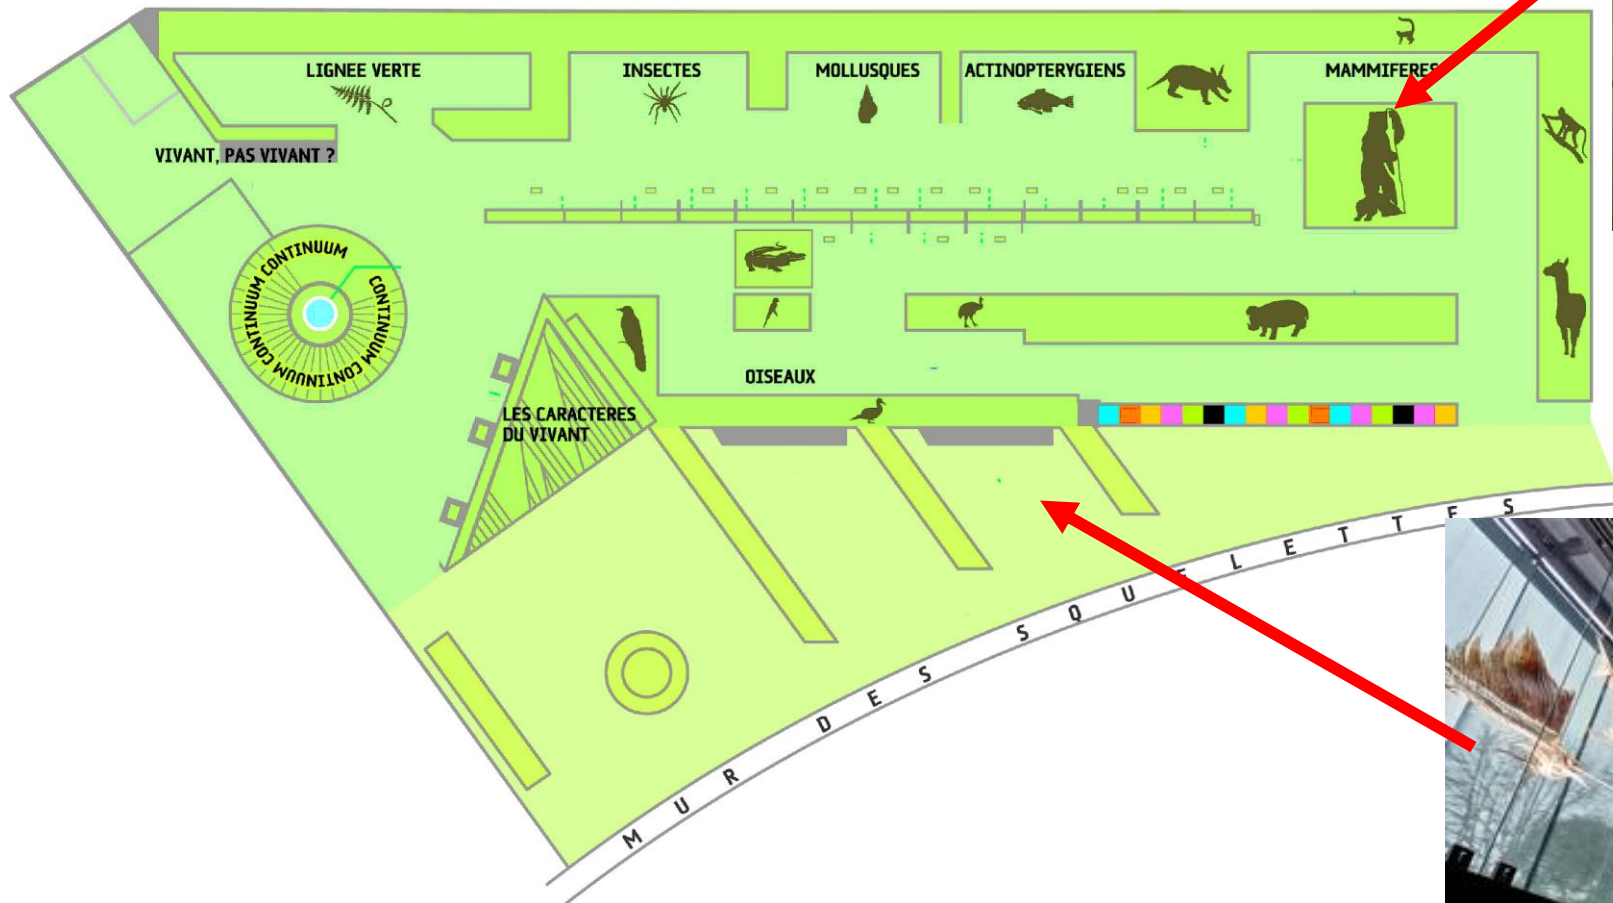 LIGNEE VERTE
INSECTES
MOLLUSQUES
ACTINOPTERYGIENS
MAMMIFERES
VIVANT, PAS VIVANT ?
CONTINUUM CONTINUUM CONTINUUM CONTINUUM CONTINUUM
OISEAUX
LES CARACTERES
DU VIVANT
MUR DES SQUELETTES